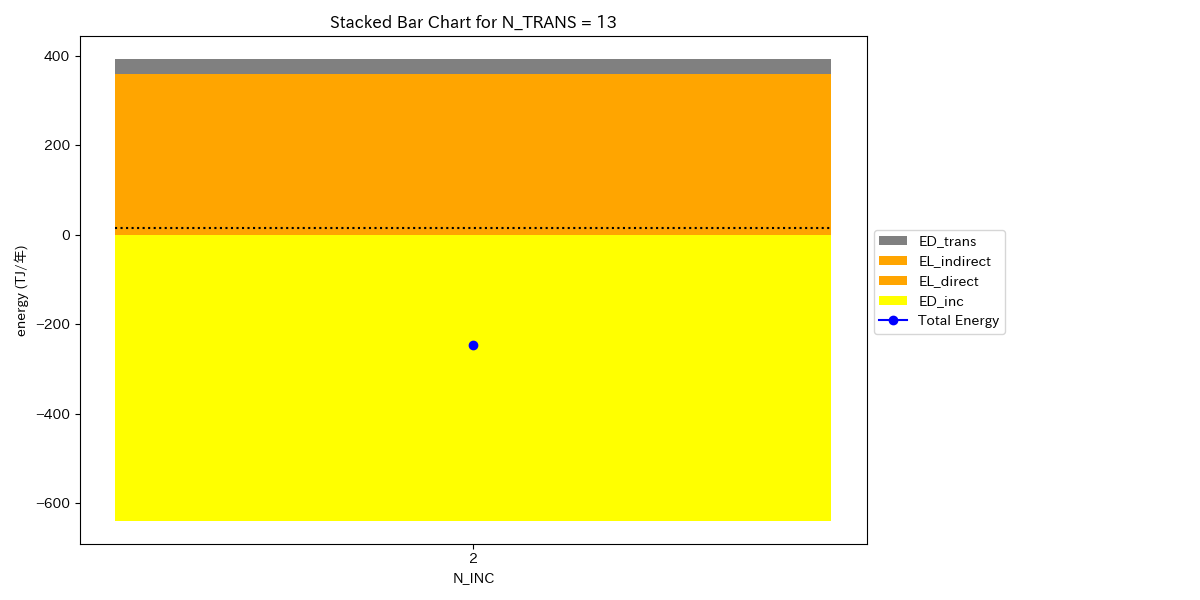 Stacked Bar Chart for N_TRANS = 13
400
200
0
−200
−400
−600
energy (TJ/年)
2
N_INC
ED_trans
EL_indirect
EL_direct
ED_inc
Total Energy